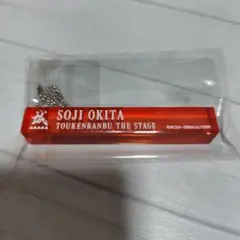 SOJI OKITA
TOUKENRANBU THE STAGE